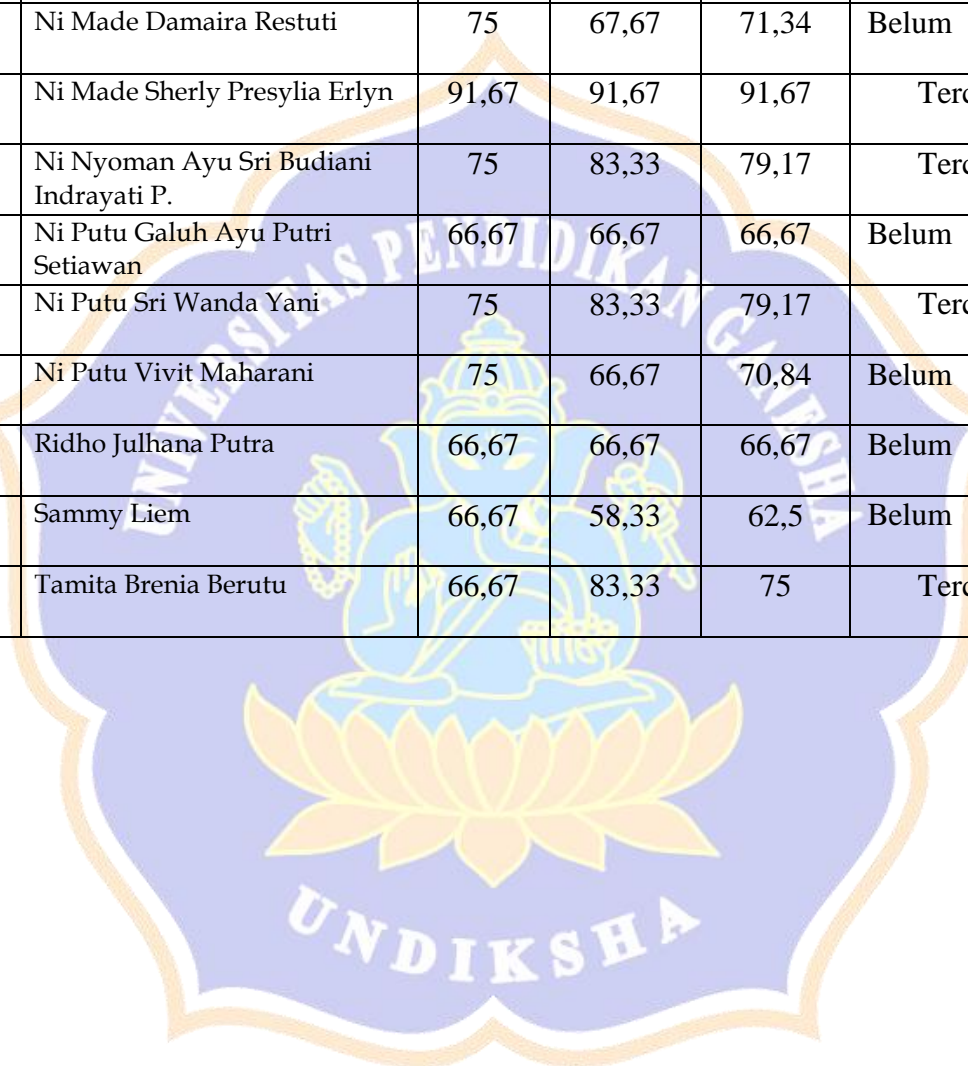 Ni Made Damaira Restuti 75 67,67 71,34 Belum
Ni Made Sherly Presylia Erlyn 91,67 91,67 91,67
Ni Nyoman Ayu Sri Budiani 75 83,33 79,17
Indrayati P.
Ni Putu Galuh Ayu Putri 66,67 66,67 66,67 Belum
Setiawan
Ni Putu Sri Wanda Yani 75 83,33 79,17
Ni Putu Vivit Maharani 75 66,67 70,84 Belum
Ridho Julhana Putra 66,67 66,67 66,67 Belum
Sammy Liem 66,67 58,33 62,5 Belum
Tamita Brenia Berutu 66,67 83,33 75
UNIVERSITAS PENDIDIKAN GANESHA
UNDIKSHA